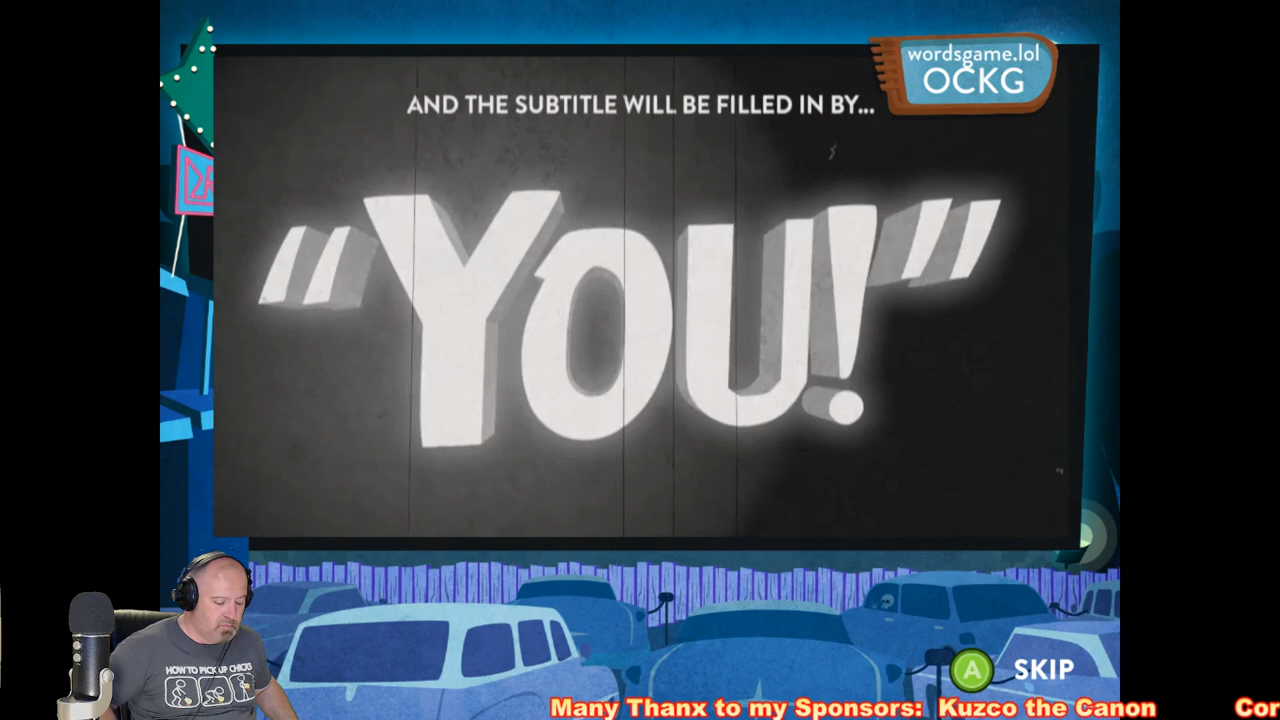 wordsgame.lol
OCKG
AND THE SUBTITLE WILL BE FILLED IN BY...
"YOU!"
HOW TO PICK UP CHICKS
A SKIP
Many Thanx to my Sponsors: Kuzco the Canon